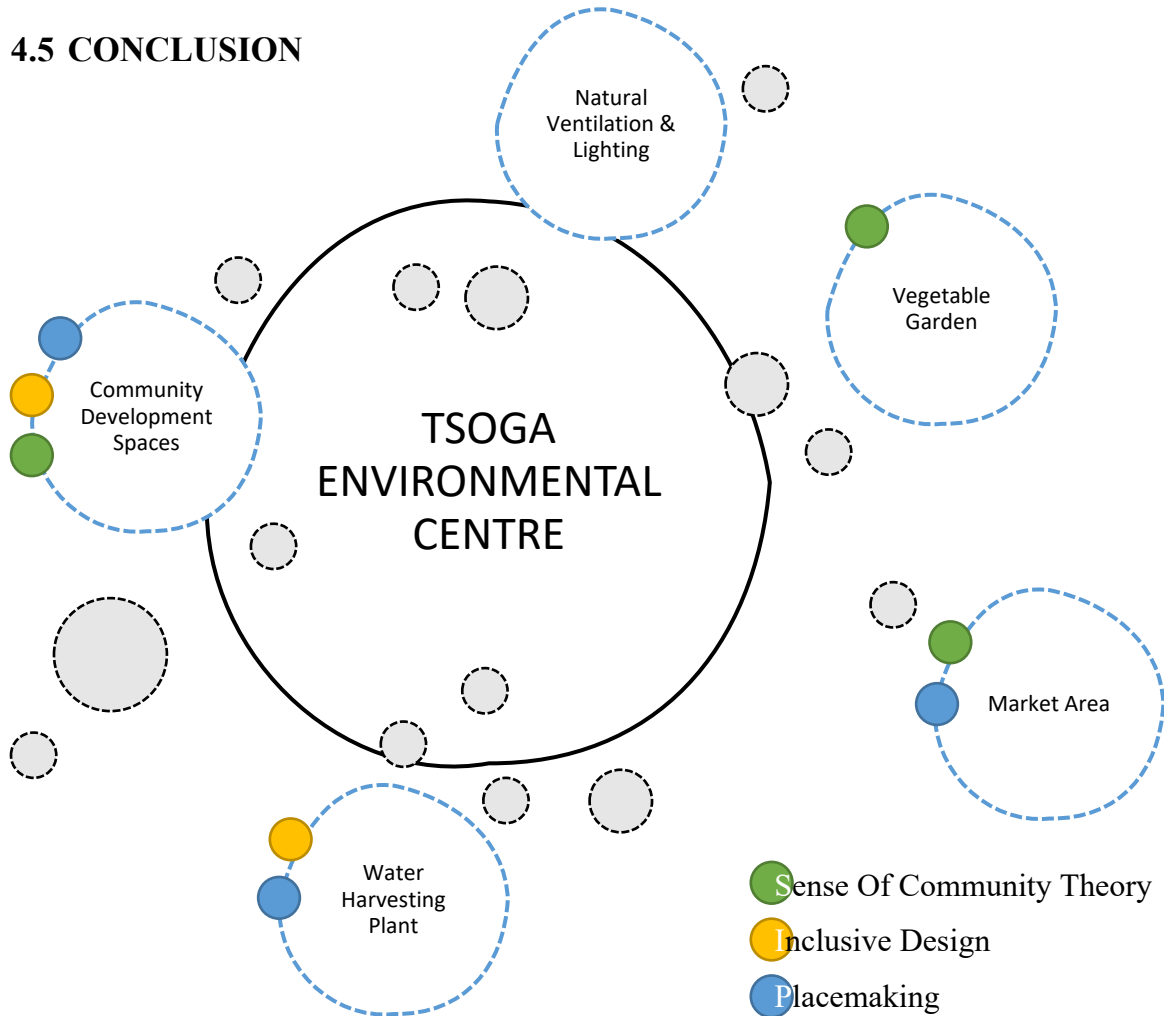 4.5 CONCLUSION
Natural
Ventilation &
Lighting
Vegetable
Garden
Community
Development
Spaces
TSOGA
ENVIRONMENTAL
CENTRE
Market Area
Water
Harvesting
Plant
Sense Of Community Theory
Inclusive Design
Placemaking